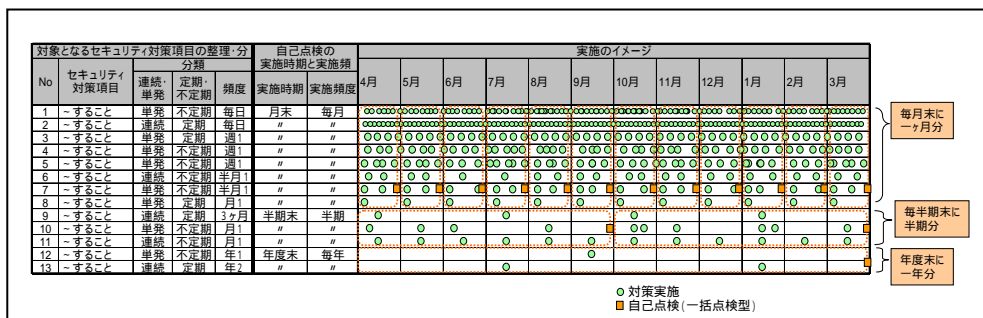 対象となるセキュリティ対策項目の整理・分 自己点検の実施時期と実施頻 実施のイメージ
No セキュリティ対策項目 分類 実施時期 実施頻度 4月 5月 6月 7月 8月 9月 10月 11月 12月 1月 2月 3月
連続・単発 定期・不定期 頻度
1 ~すること 単発 不定期 毎日 月末 毎月
2 ~すること 連続 定期 毎日 〃 〃
3 ~すること 単発 定期 週1 〃 〃
4 ~すること 単発 不定期 週1 〃 〃
5 ~すること 単発 不定期 週1 〃 〃
6 ~すること 連続 不定期 半月1 〃 〃
7 ~すること 単発 不定期 半月1 〃 〃
8 ~すること 単発 定期 月1 〃 〃
9 ~すること 連続 定期 3ヶ月 半期末 半期
10 ~すること 単発 不定期 月1 〃 〃
11 ~すること 連続 定期 月1 〃 〃
12 ~すること 単発 不定期 年1 年度末 毎年
13 ~すること 連続 定期 年2 〃 〃
毎月末に
一ヶ月分
毎半期末に
半期分
年度末に
一年分
対策実施
自己点検(一括点検型)